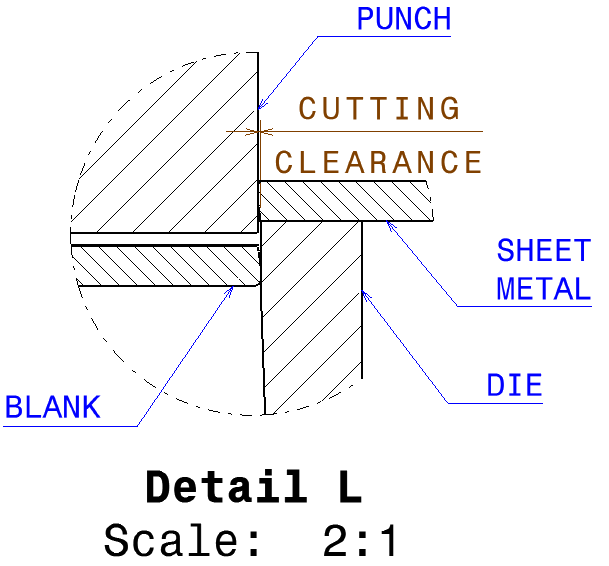 PUNCH
CUTTING
CLEARANCE
SHEET
METAL
DIE
BLANK
Detail L
Scale: 2:1